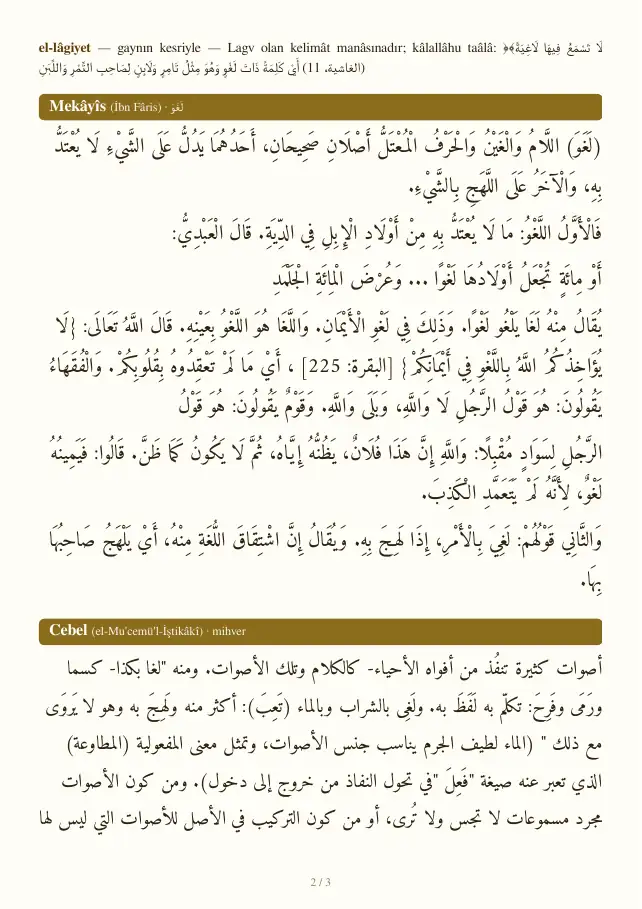 el-lâgiyet — gaynın kesriyle — Lagv olan kelimât manâsınadır; kâlallâhu taâlâ: ﴿لَا تَسْمَعُ فِيهَا لَاغِيَةً﴾
(الغاشية، 11) أَيْ كَلِمَةً ذَاتَ لَغْوٍ وَهُوَ مِثْلُ تَامِرٍ وَلَابِنٍ لِصَاحِبِ التَّمْرِ وَاللَّبَنِ
Mekâyîs (İbn Fâris) · لَغَوَ
(لَغَوَ) اللَّامُ وَالْغَيْنُ وَالْحَرْفُ الْمُعْتَلُّ أَصْلَانِ صَحِيحَانِ، أَحَدُهُمَا يَدُلُّ عَلَى الشَّيْءِ لَا يُعْتَدُّ
بِهِ، وَالْآخَرُ عَلَى اللَّهَجِ بِالشَّيْءِ.
فَالْأَوَّلُ اللَّغْوُ: مَا لَا يُعْتَدُّ بِهِ مِنْ أَوْلَادِ الْإِبِلِ فِي الدِّيَةِ. قَالَ الْعَبْدِيُّ:
أَوْ مِائَةٍ تُجْعَلُ أَوْلَادُهَا لَغْوًا ... وَعُرْضَ الْمِائَةِ الْجَلْمَدِ
يُقَالُ مِنْهُ لَغَا يَلْغُو لَغْوًا. وَذَلِكَ فِي لَغْوِ الْأَيْمَانِ. وَاللَّغَا هُوَ اللَّغْوُ بِعَيْنِهِ. قَالَ اللَّهُ تَعَالَى: {لَا
يُؤَاخِذُكُمُ اللَّهُ بِاللَّغْوِ فِي أَيْمَانِكُمْ} [البقرة: 225] ، أَيْ مَا لَمْ تَعْقِدُوهُ بِقُلُوبِكُمْ. وَالْفُقَهَاءُ
يَقُولُونَ: هُوَ قَوْلُ الرَّجُلِ لَا وَاللَّهِ، وَبَلَى وَاللَّهِ. وَقَوْمٌ يَقُولُونَ: هُوَ قَوْلُ
الرَّجُلِ لِسَوَادٍ مُقْبِلًا: وَاللَّهِ إِنَّ هَذَا فُلَانٌ، يَظُنُّهُ إِيَّاهُ، ثُمَّ لَا يَكُونُ كَمَا ظَنَّ. قَالُوا: فَيَمِينُهُ
لَغْوٌ، لِأَنَّهُ لَمْ يَتَعَمَّدِ الْكَذِبَ.
وَالثَّانِي قَوْلُهُمْ: لَغِيَ بِالْأَمْرِ، إِذَا لَهِجَ بِهِ. وَيُقَالُ إِنَّ اشْتِقَاقَ اللُّغَةِ مِنْهُ، أَيْ يَلْهَجُ صَاحِبُهَا
بِهَا.
Cebel (el-Mu'cemü'l-İştikâkî) · mihver
أصوات كثيرة تنفُذ من أفواه الأحياء- كالكلام وتلك الأصوات. ومنه "لغا بكذا- كسما
ورَمَى وفَرِحَ: تكلّم به لَفَظَ به. ولَغِى بالشراب وبالماء (تَعِبَ): أكثر منه ولَهِجَ به وهو لا يَروَى
مع ذلك " (الماء لطيف الجرم يناسب جنس الأصوات، وتمثل معنى المفعولية (المطاوعة)
الذي تعبر عنه صيغة "فَعِلَ "في تحول النفاذ من خروج إلى دخول). ومن كون الأصوات
مجرد مسموعات لا تجس ولا تُرى، أو من كون التركيب في الأصل للأصوات التي ليس لها
2 / 3